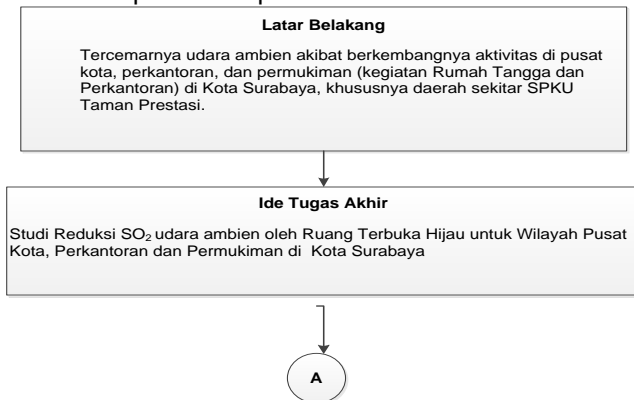 Latar Belakang
Tercemarnya udara ambien akibat berkembangnya aktivitas di pusat
kota, perkantoran, dan permukiman (kegiatan Rumah Tangga dan
Perkantoran) di Kota Surabaya, khususnya daerah sekitar SPKU
Taman Prestasi.
Ide Tugas Akhir
Studi Reduksi SO₂ udara ambien oleh Ruang Terbuka Hijau untuk Wilayah Pusat
Kota, Perkantoran dan Permukiman di Kota Surabaya
A